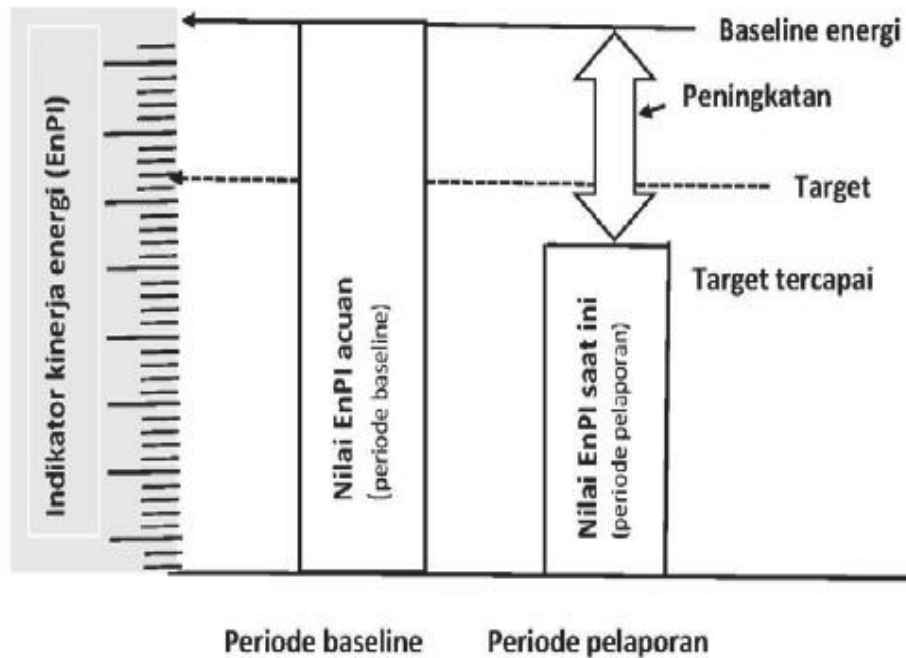 Indikator kinerja energi (EnPI)
Baseline energi
Peningkatan
Target
Target tercapai
Nilai EnPI acuan
(periode baseline)
Nilai EnPI saat ini
(periode pelaporan)
Periode baseline
Periode pelaporan